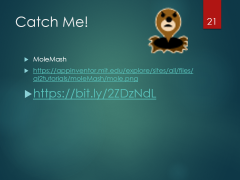 Catch Me!
21
MoleMash
https://appinventor.mit.edu/explore/sites/all/files/
ai2tutorials/moleMash/mole.png
https://bit.ly/2ZDzNdL